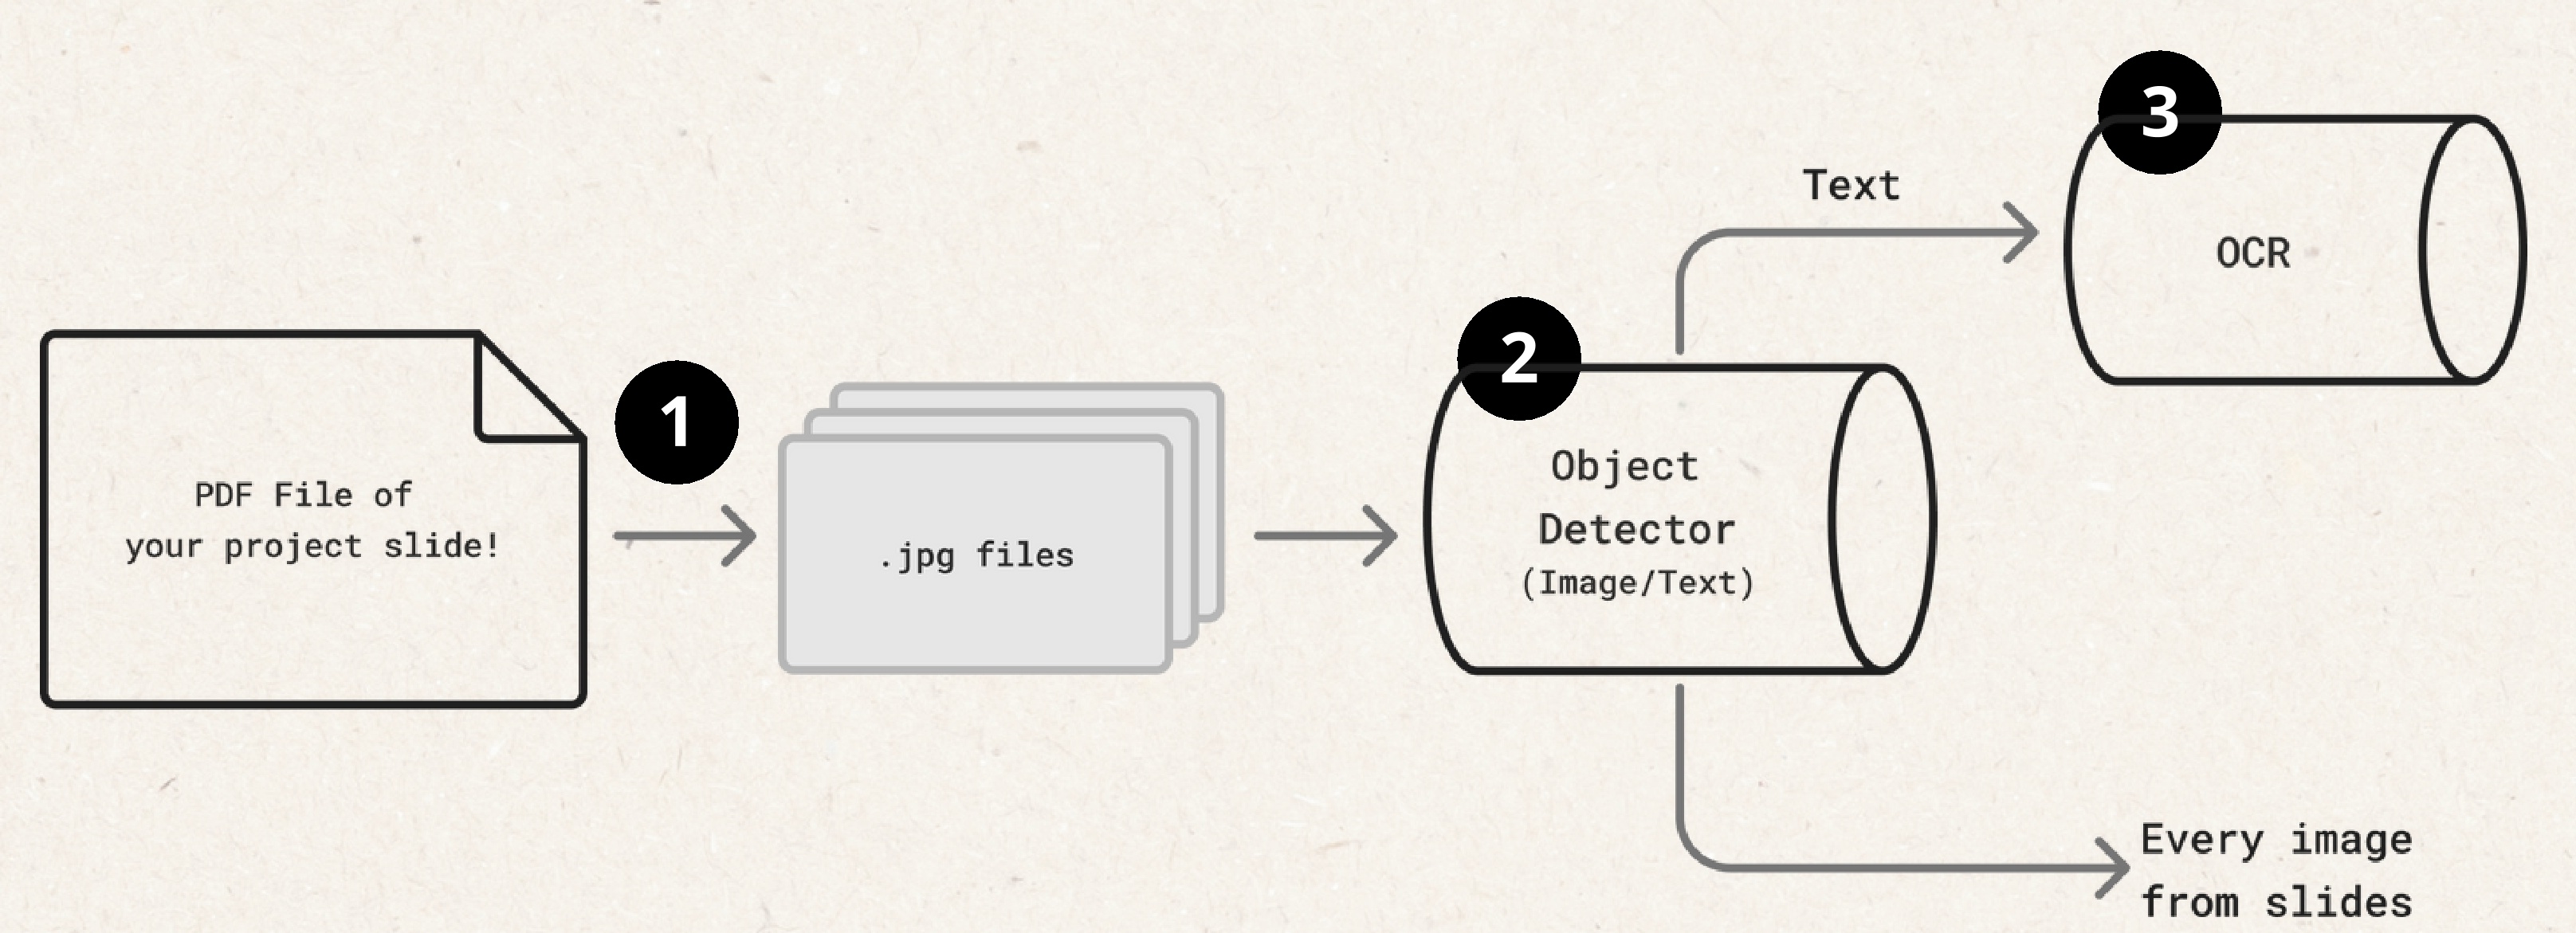 PDF File of
your project slide!
1
.jpg files
2
Object
Detector
(Image/Text)
Text
3
OCR
Every image
from slides